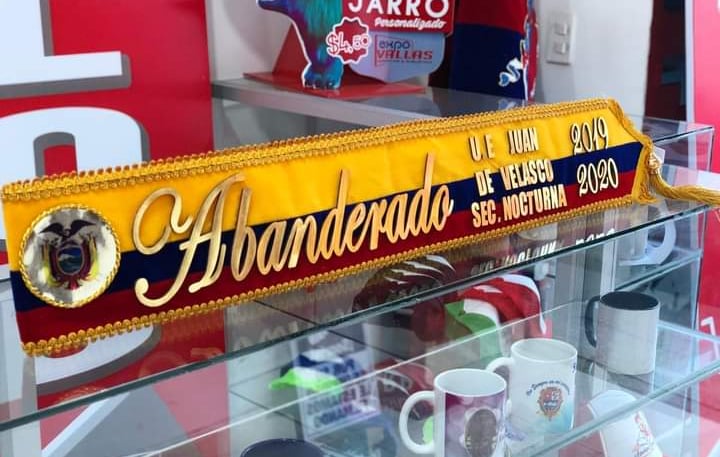 JARRO
Personalizado
$4,50
expo
VALLAS
Abanderado
U.E JUAN
DE VELASCO
SEC. NOCTURNA
2019
2020